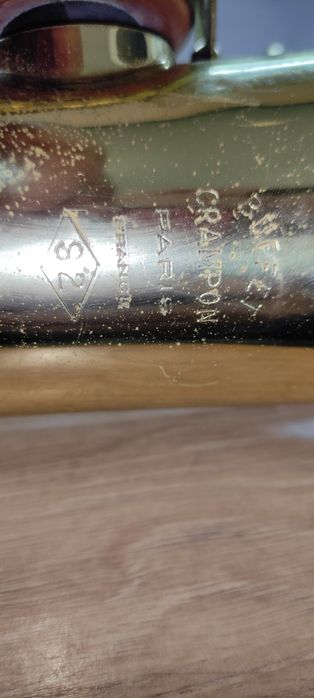 BUFFET
CRAMPON
PARIS
FRANCE
S2